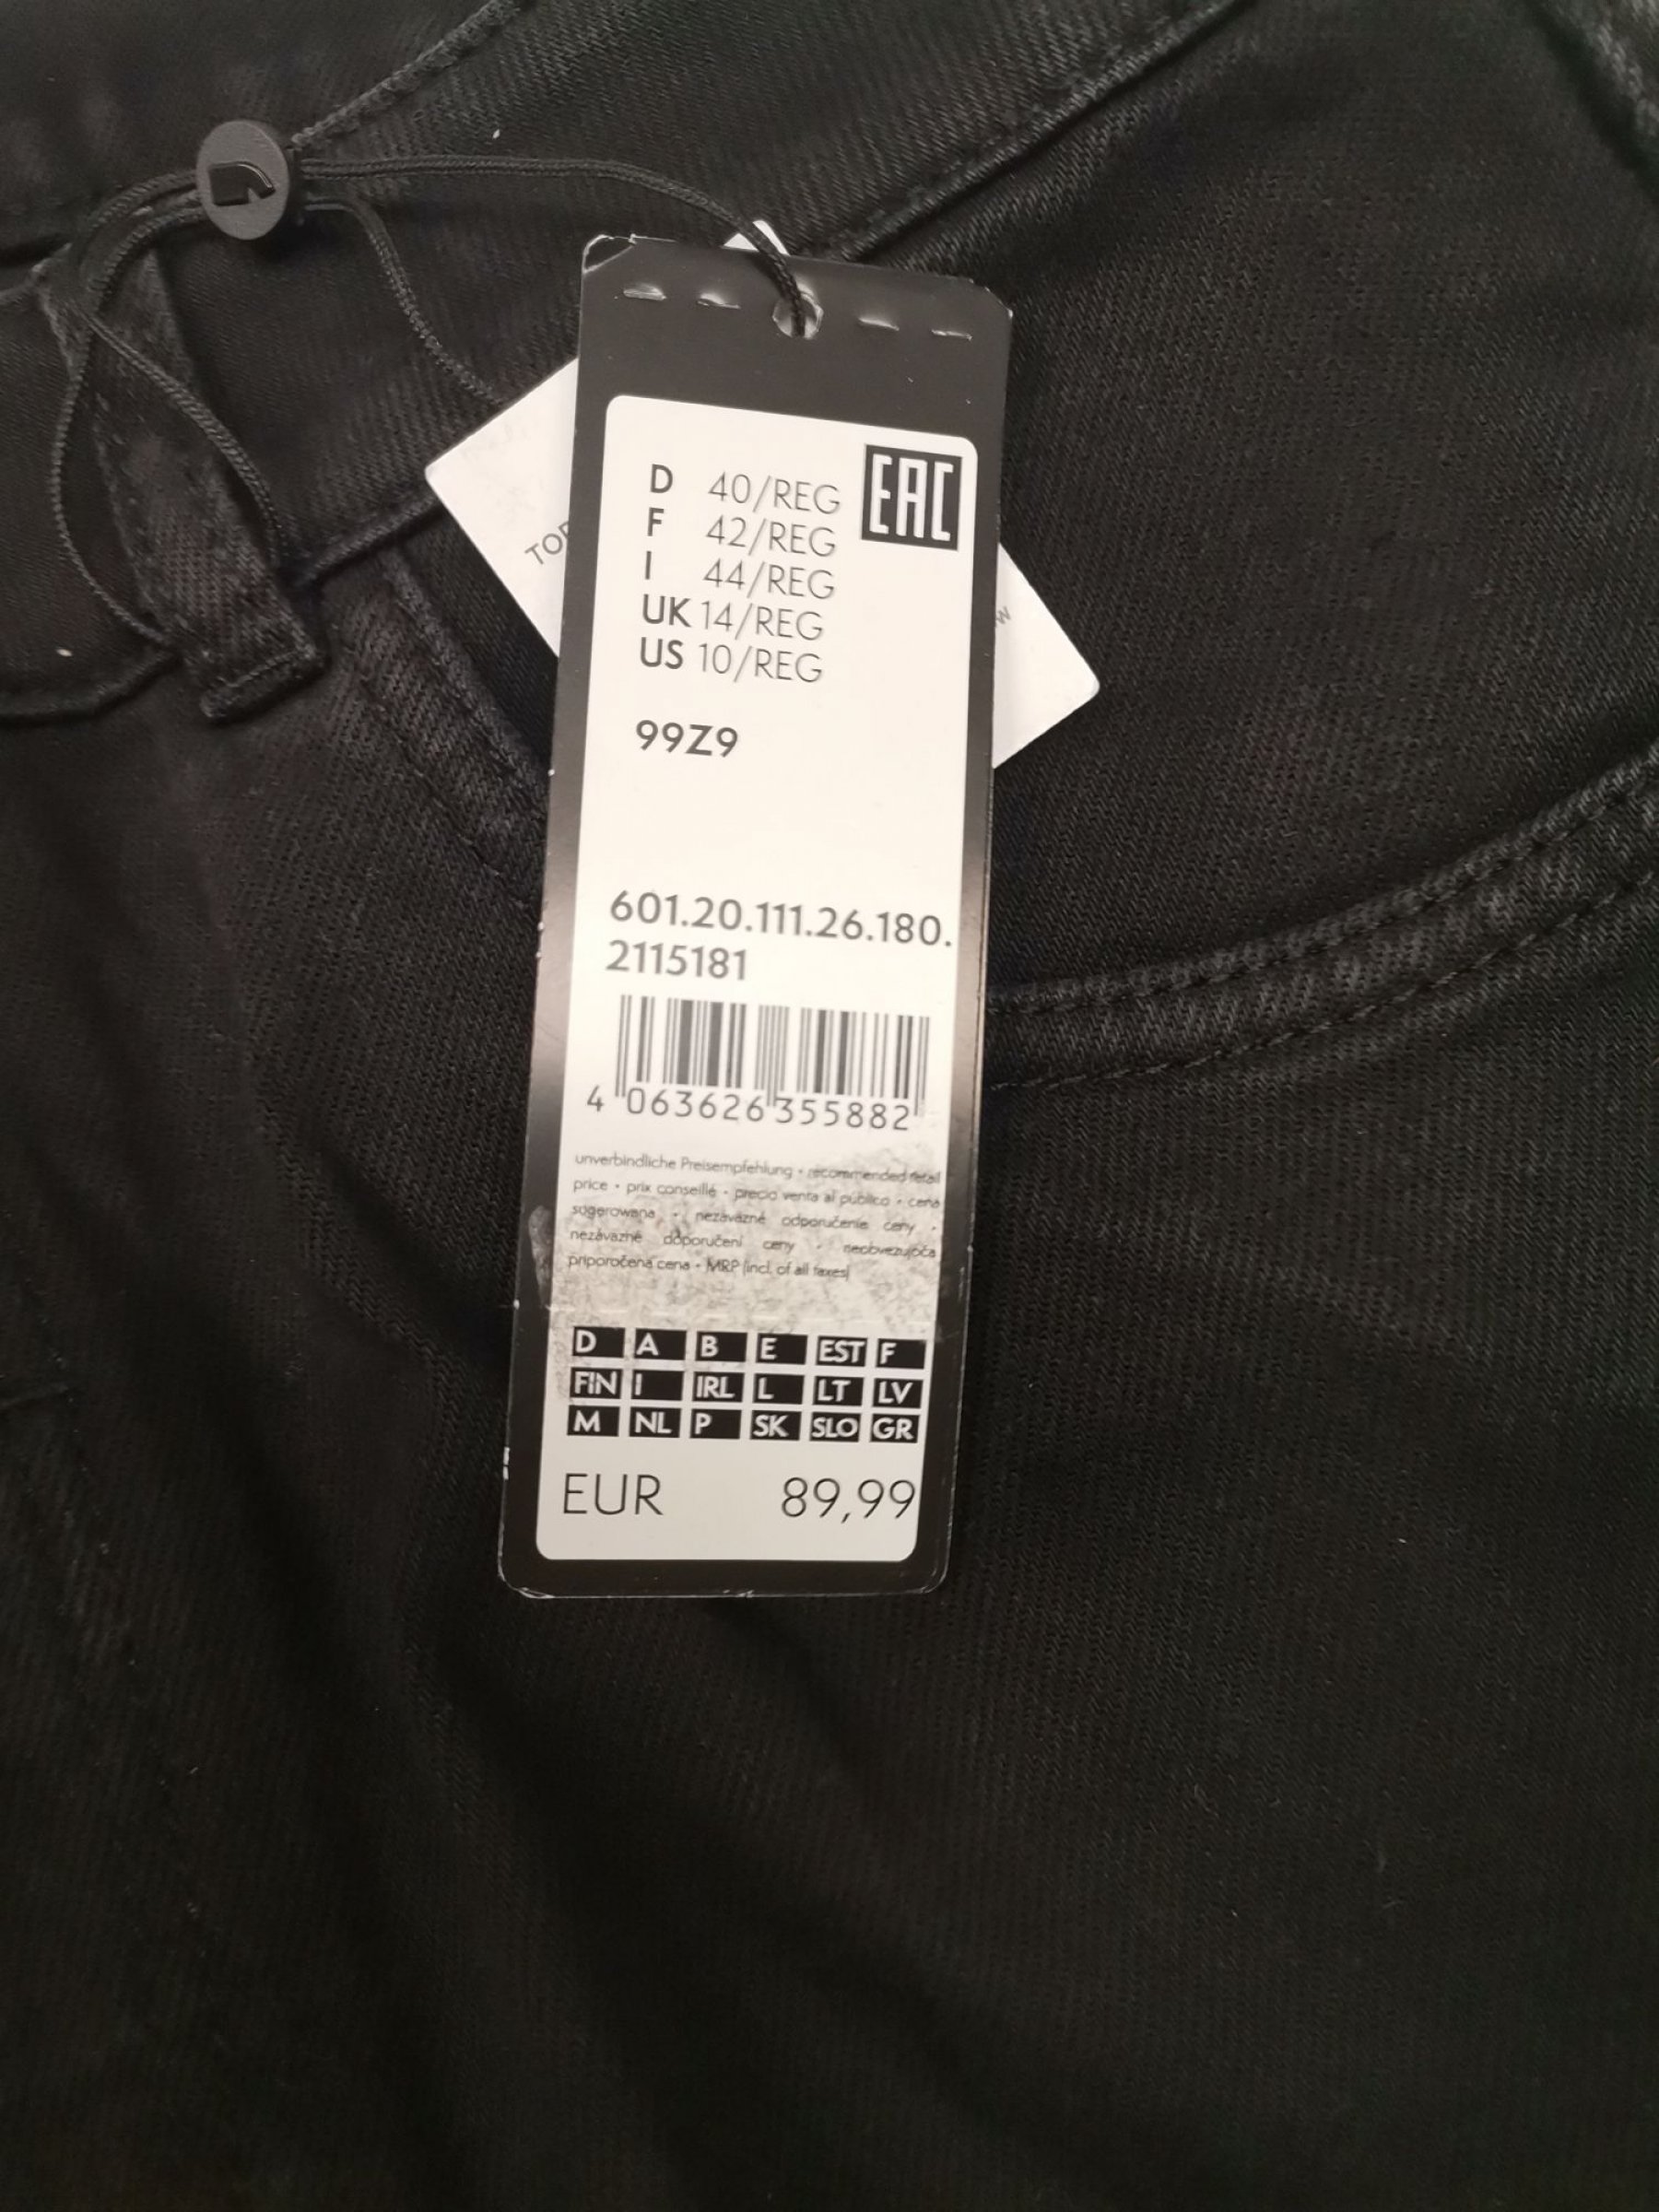 D 40/REG
F 42/REG
I 44/REG
UK 14/REG
US 10/REG
EAC
99Z9
601.20.111.26.180.
2115181
4 063626 355882
unverbindliche Preisempfehlung • recommended retail
price • prix conseillé • precio venta al público • cena
sugerowana • nezáväzné odporučenie ceny •
nezávazné doporučení ceny • neobvezujoča
priporočena cena • MRP (incl. of all taxes)
D A B E EST F
FIN I IRL L LT LV
M NL P SK SLO GR
EUR 89,99